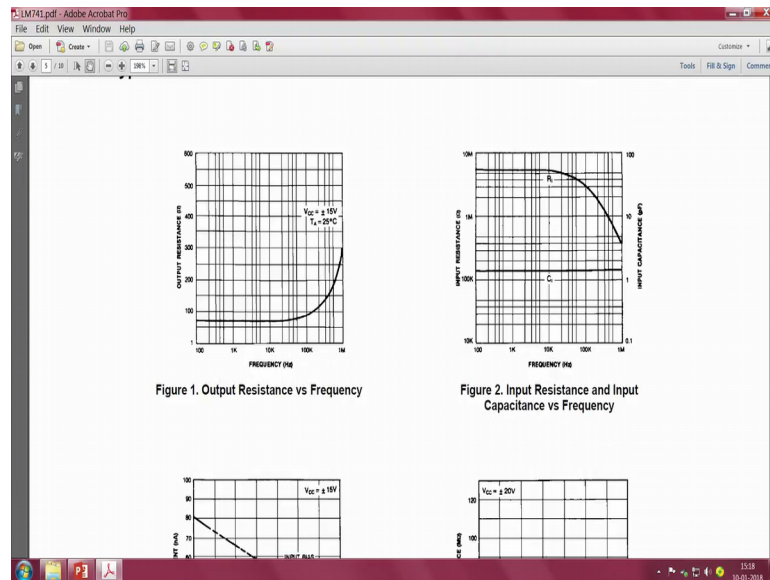 LM741.pdf - Adobe Acrobat Pro
File Edit View Window Help
Open Create Customize
5 / 10 198% Tools Fill & Sign Comment
600
500
400
300
200
100
1
OUTPUT RESISTANCE (Ω)
VCC = ± 15V
TA = 25°C
100 1K 10K 100K 1M
FREQUENCY (Hz)
Figure 1. Output Resistance vs Frequency
10M
1M
100K
10K
INPUT RESISTANCE (Ω)
RI
CI
100
10
1
0.1
INPUT CAPACITANCE (pF)
100 1K 10K 100K 1M
FREQUENCY (Hz)
Figure 2. Input Resistance and Input
Capacitance vs Frequency
100
90
80
70
60
VCC = ± 15V
INPUT BIAS
NT (nA)
120
100
VCC = ± 20V
CE (MΩ)
15:18
10-01-2018